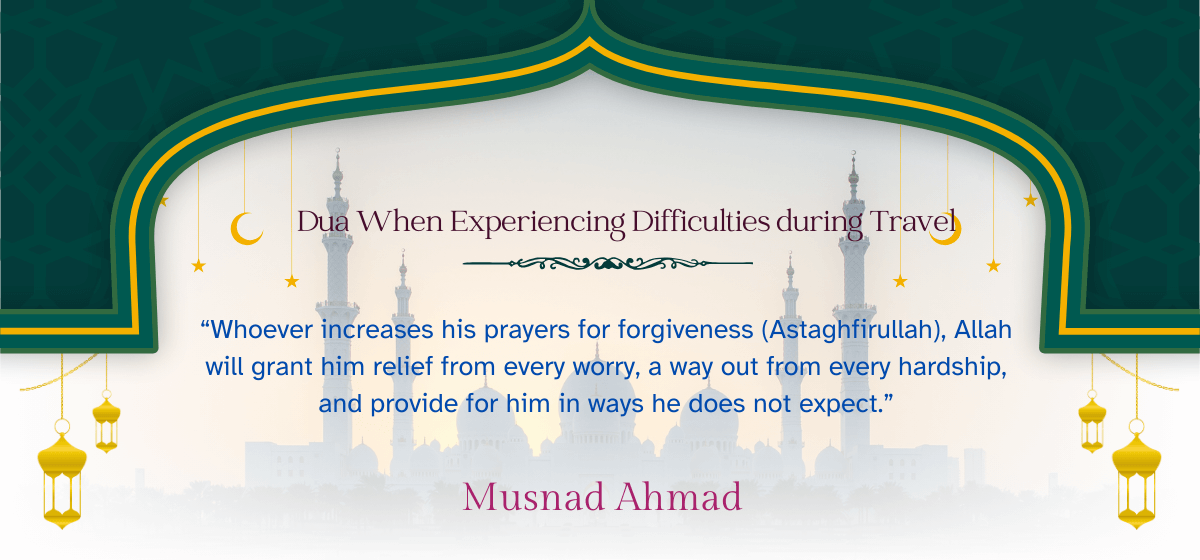 Dua When Experiencing Difficulties during Travel
“Whoever increases his prayers for forgiveness (Astaghfirullah), Allah
will grant him relief from every worry, a way out from every hardship,
and provide for him in ways he does not expect.”
Musnad Ahmad